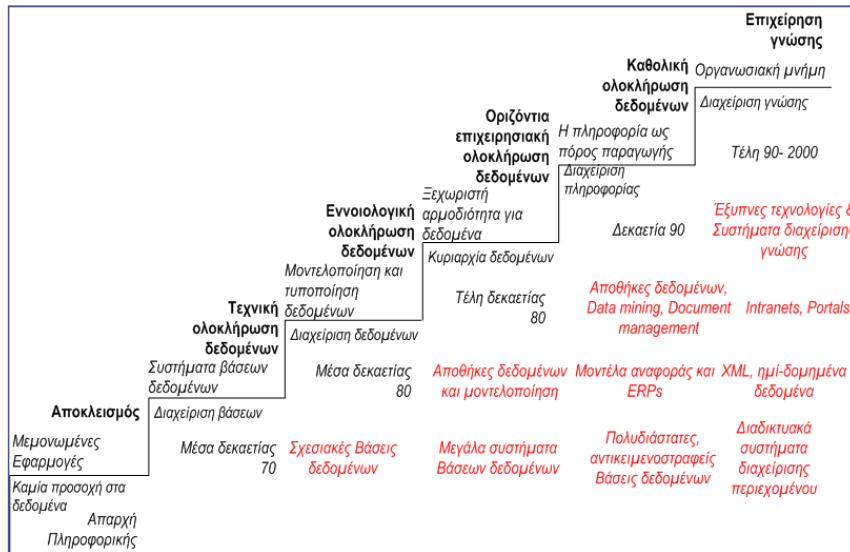 Επιχείρηση
γνώσης
Οργανωσιακή μνήμη
Διαχείριση γνώσης
Τέλη 90- 2000
Έξυπνες τεχνολογίες &
Συστήματα διαχείρισης
γνώσης
Intranets, Portals
XML, ημί-δομημένα
δεδομένα
Διαδικτυακά
συστήματα
διαχείρισης
περιεχομένου
Καθολική
ολοκλήρωση
δεδομένων
Η πληροφορία ως
πόρος παραγωγής
Διαχείριση
πληροφορίας
Δεκαετία 90
Αποθήκες δεδομένων,
Data mining, Document
management
Μοντέλα αναφοράς και
ERPs
Πολυδιάστατες,
αντικειμενοστραφείς
Βάσεις δεδομένων
Οριζόντια
επιχειρησιακή
ολοκλήρωση
δεδομένων
Ξεχωριστή
αρμοδιότητα για
δεδομένα
Κυριαρχία δεδομένων
Τέλη δεκαετίας
80
Αποθήκες δεδομένων
και μοντελοποίηση
Μεγάλα συστήματα
Βάσεων δεδομένων
Εννοιολογική
ολοκλήρωση
δεδομένων
Μοντελοποίηση και
τυποποίηση
δεδομένων
Διαχείριση δεδομένων
Μέσα δεκαετίας
80
Σχεσιακές Βάσεις
δεδομένων
Τεχνική
ολοκλήρωση
δεδομένων
Συστήματα βάσεων
δεδομένων
Διαχείριση βάσεων
Μέσα δεκαετίας
70
Αποκλεισμός
Μεμονωμένες
Εφαρμογές
Καμία προσοχή στα
δεδομένα
Απαρχή
Πληροφορικής